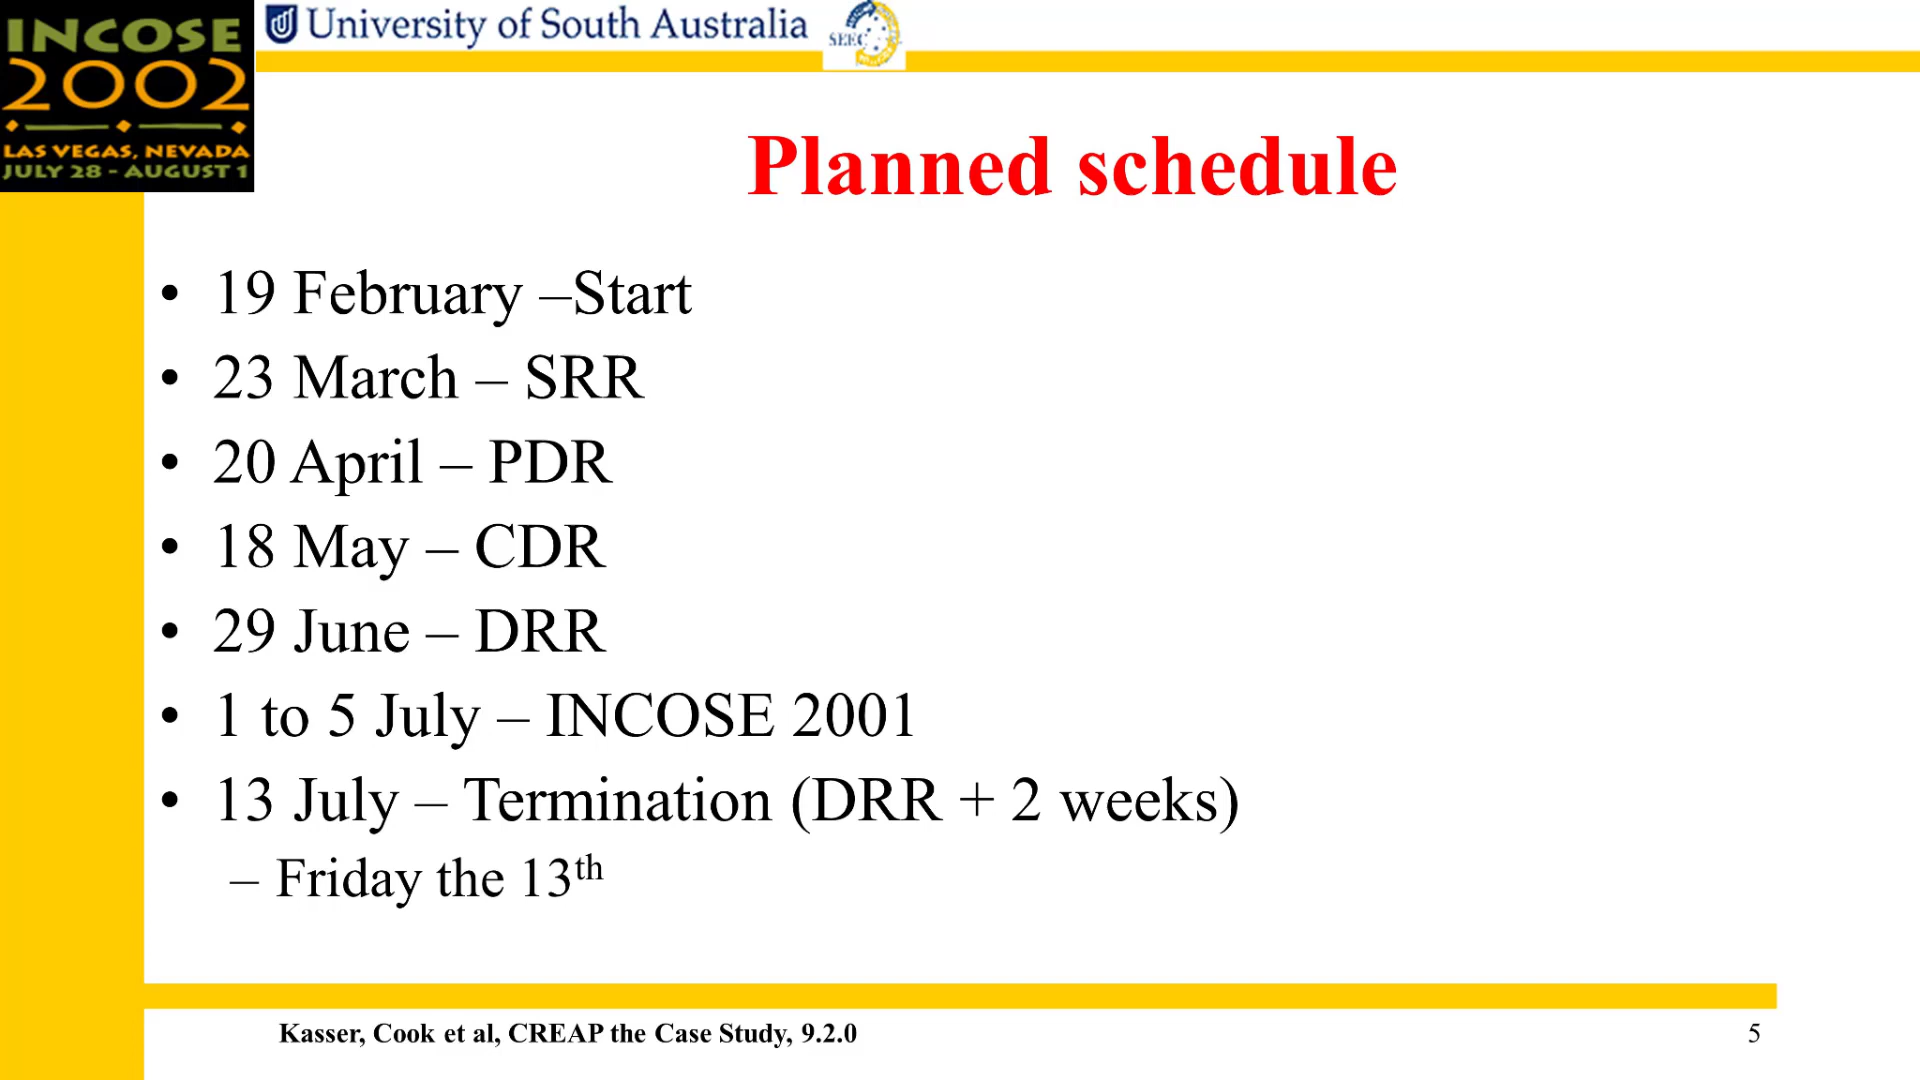 INCOSE
2002
LAS VEGAS, NEVADA
JULY 28 - AUGUST 1
University of South Australia
SEEC
Planned schedule
• 19 February –Start
• 23 March – SRR
• 20 April – PDR
• 18 May – CDR
• 29 June – DRR
• 1 to 5 July – INCOSE 2001
• 13 July – Termination (DRR + 2 weeks)
– Friday the 13th
Kasser, Cook et al, CREAP the Case Study, 9.2.0
5